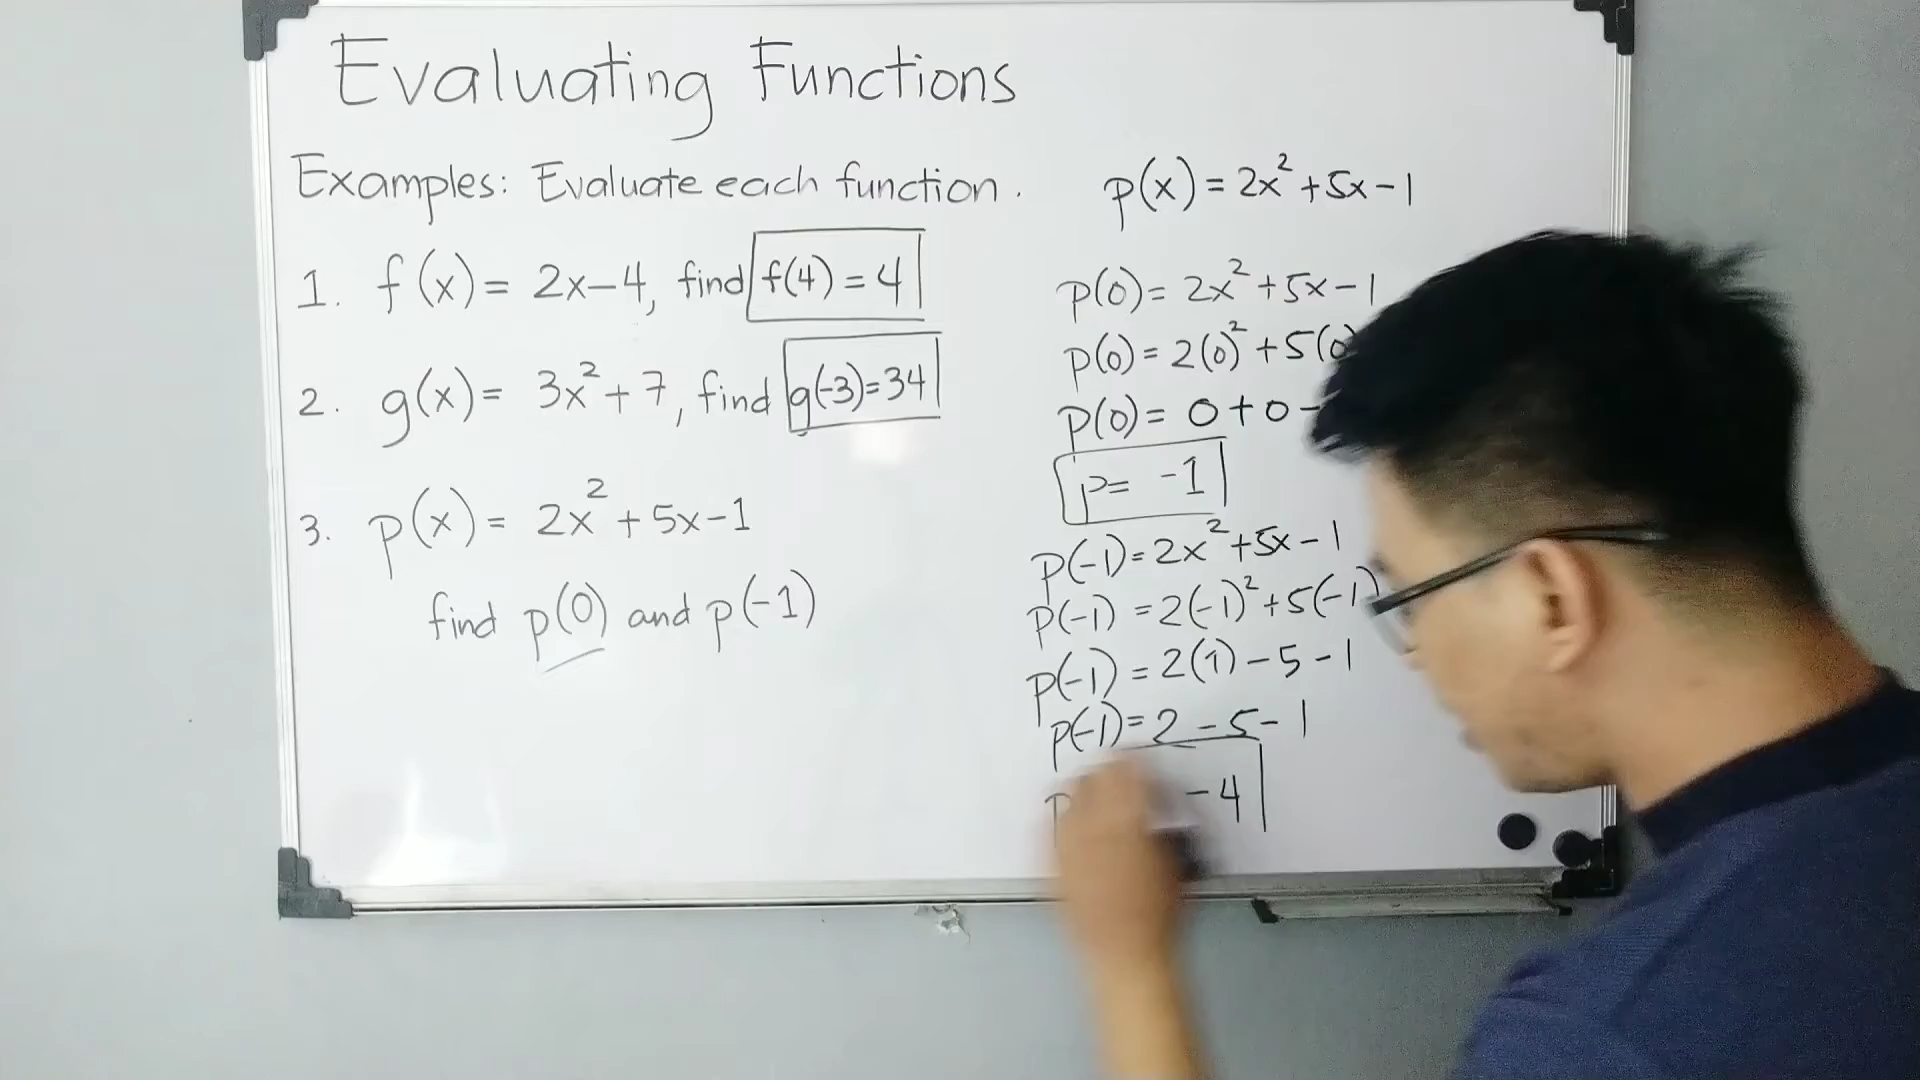 Evaluating Functions
Examples: Evaluate each function.
1. f(x) = 2x-4, find f(4) = 4
2. g(x) = 3x²+7, find g(-3)=34
3. p(x) = 2x²+5x-1
find p(0) and p(-1)
p(x) = 2x²+5x-1
p(0) = 2x²+5x-1
p(0) = 2(0)²+5(0)
p(0) = 0+0-
p= -1
p(-1)=2x²+5x-1
p(-1) =2(-1)²+5(-1)
p(-1) =2(1)-5-1
p(-1)=2-5-1
p -4